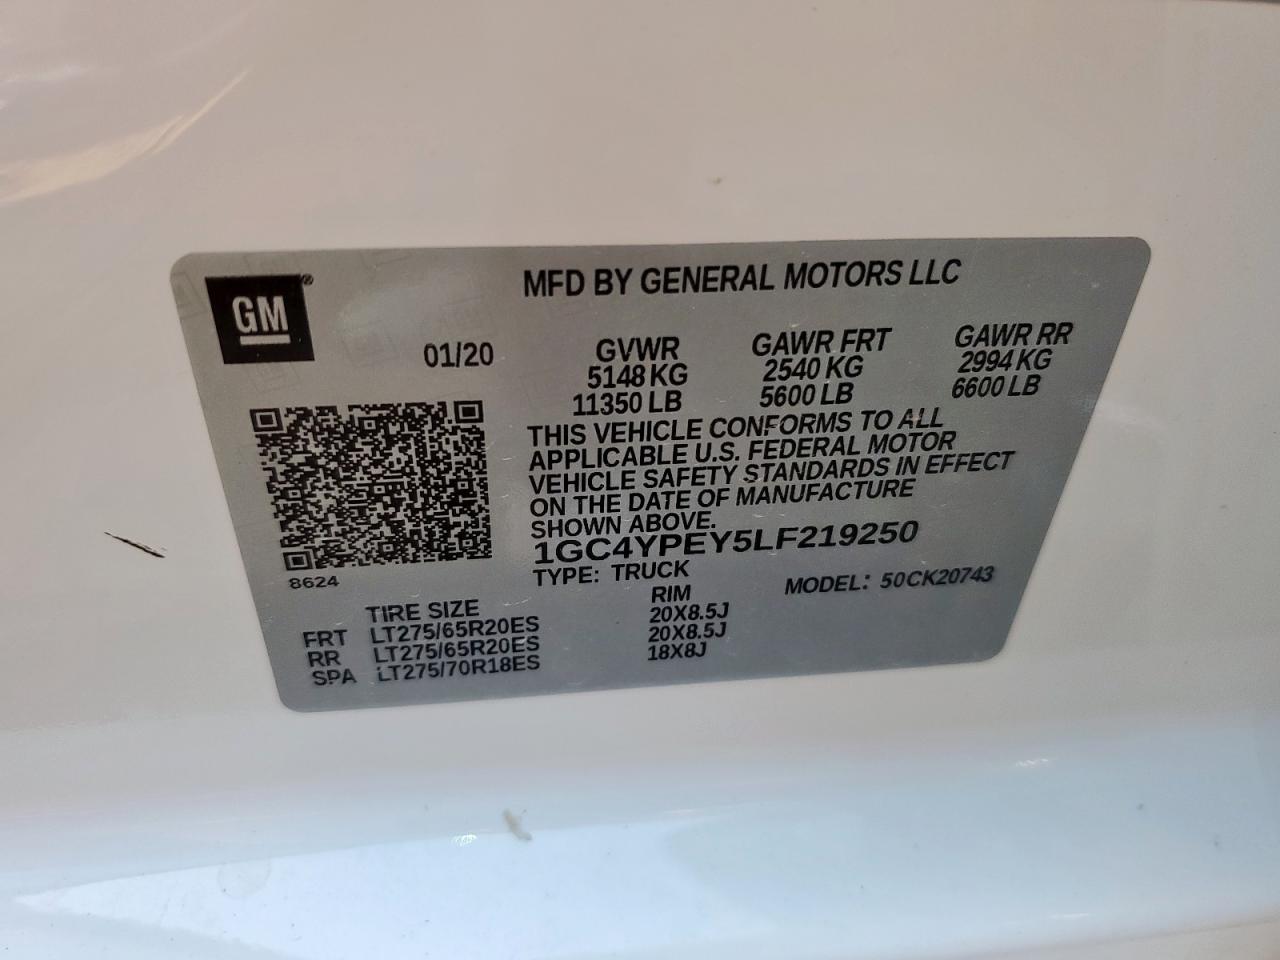 GM®
MFD BY GENERAL MOTORS LLC
01/20
GVWR GAWR FRT GAWR RR
5148 KG 2540 KG 2994 KG
11350 LB 5600 LB 6600 LB
THIS VEHICLE CONFORMS TO ALL
APPLICABLE U.S. FEDERAL MOTOR
VEHICLE SAFETY STANDARDS IN EFFECT
ON THE DATE OF MANUFACTURE
SHOWN ABOVE.
1GC4YPEY5LF219250
8624
TYPE: TRUCK MODEL: 50CK20743
TIRE SIZE RIM
FRT LT275/65R20ES 20X8.5J
RR LT275/65R20ES 20X8.5J
SPA LT275/70R18ES 18X8J